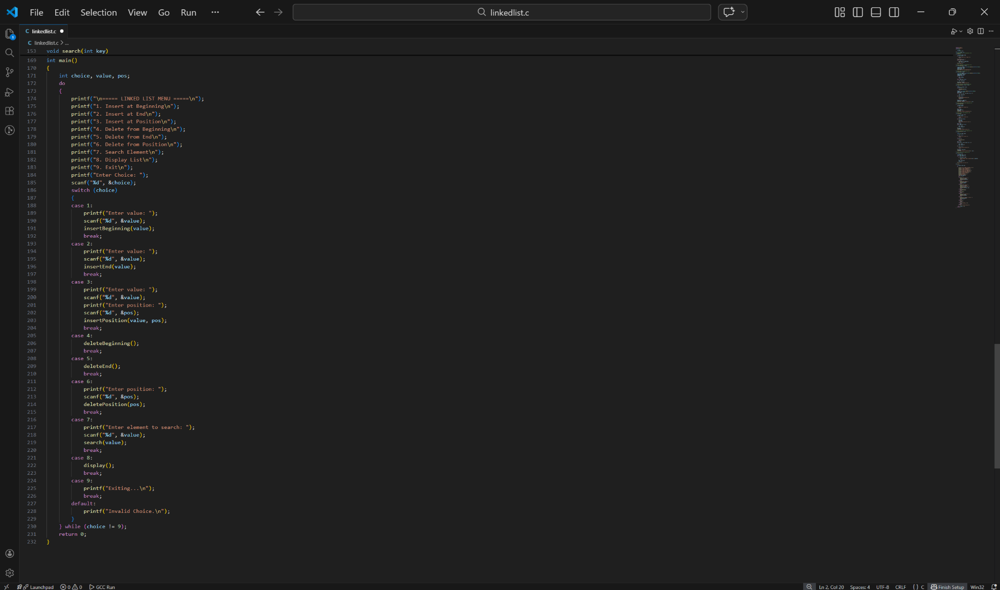 File Edit Selection View Go Run ··· linkedlist.c
C linkedlist.c
C linkedlist.c > ...
153 void search(int key)
169 int main()
170 {
171 int choice, value, pos;
172 do
173 {
174 printf("\n===== LINKED LIST MENU =====\n");
175 printf("1. Insert at Beginning\n");
176 printf("2. Insert at End\n");
177 printf("3. Insert at Position\n");
178 printf("4. Delete from Beginning\n");
179 printf("5. Delete from End\n");
180 printf("6. Delete from Position\n");
181 printf("7. Search Element\n");
182 printf("8. Display List\n");
183 printf("9. Exit\n");
184 printf("Enter Choice: ");
185 scanf("%d", &choice);
186 switch (choice)
187 {
188 case 1:
189 printf("Enter value: ");
190 scanf("%d", &value);
191 insertBeginning(value);
192 break;
193 case 2:
194 printf("Enter value: ");
195 scanf("%d", &value);
196 insertEnd(value);
197 break;
198 case 3:
199 printf("Enter value: ");
200 scanf("%d", &value);
201 printf("Enter position: ");
202 scanf("%d", &pos);
203 insertPosition(value, pos);
204 break;
205 case 4:
206 deleteBeginning();
207 break;
208 case 5:
209 deleteEnd();
210 break;
211 case 6:
212 printf("Enter position: ");
213 scanf("%d", &pos);
214 deletePosition(pos);
215 break;
216 case 7:
217 printf("Enter element to search: ");
218 scanf("%d", &value);
219 search(value);
220 break;
221 case 8:
222 display();
223 break;
224 case 9:
225 printf("Exiting...\n");
226 break;
227 default:
228 printf("Invalid Choice.\n");
229 }
230 } while (choice != 9);
231 return 0;
232 }
Launchpad 0 0 GCC Run Ln 2, Col 20 Spaces: 4 UTF-8 CRLF { } C Finish Setup Win32